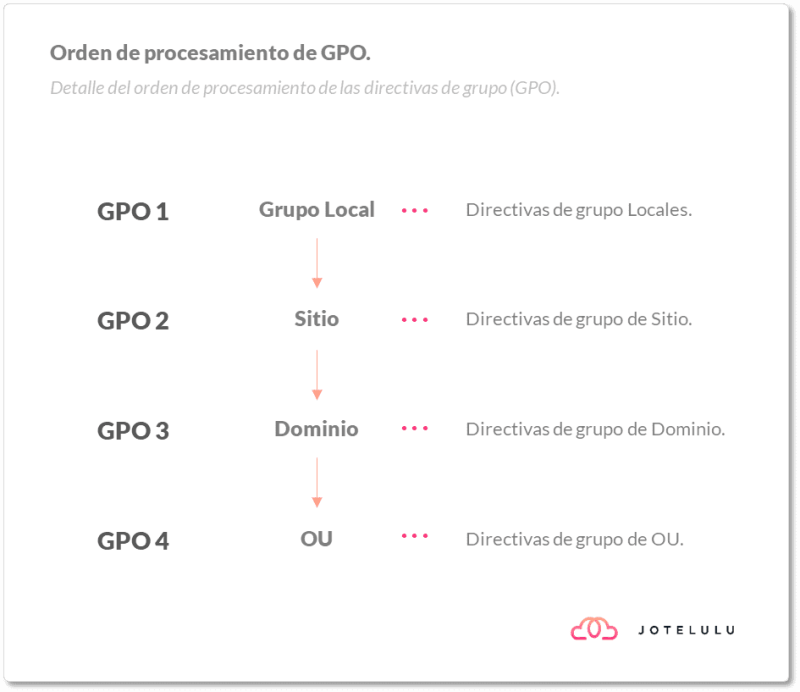 Orden de procesamiento de GPO.
Detalle del orden de procesamiento de las directivas de grupo (GPO).
GPO 1 Grupo Local ... Directivas de grupo Locales.
GPO 2 Sitio ... Directivas de grupo de Sitio.
GPO 3 Dominio ... Directivas de grupo de Dominio.
GPO 4 OU ... Directivas de grupo de OU.
JOTELULU